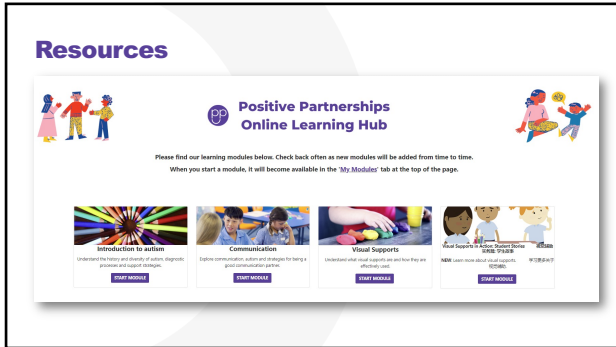 Resources
pp
Positive Partnerships
Online Learning Hub
Please find our learning modules below. Check back often as new modules will be added from time to time.
When you start a module, it will become available in the 'My Modules' tab at the top of the page.
Introduction to autism
Understand the history and diversity of autism, diagnostic
processes and support strategies.
START MODULE
Communication
Explore communication, autism and strategies for being a
good communication partner.
START MODULE
Visual Supports
Understand what visual supports are and how they are
effectively used.
START MODULE
Visual Supports in Action: Student Stories
NEW: Learn more about visual supports.
START MODULE